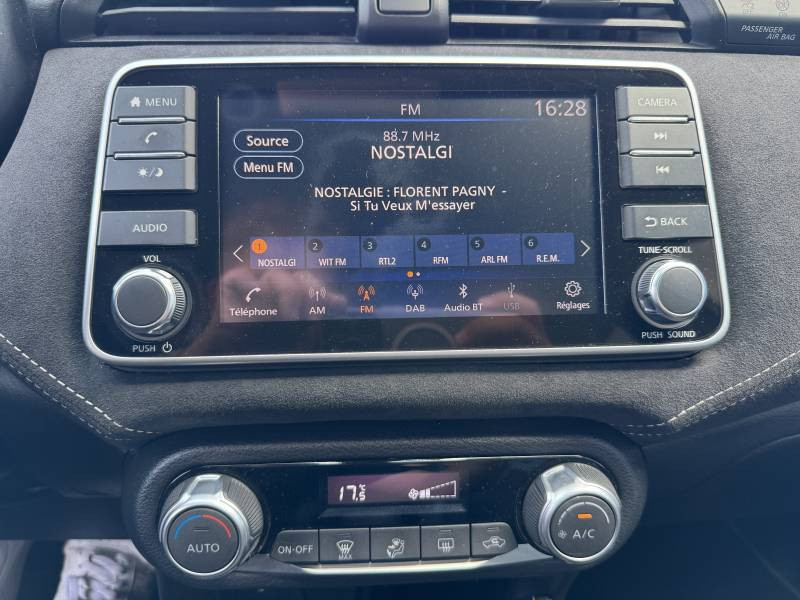 PASSENGER
AIR BAG
MENU
FM
16:28
CAMERA
88.7 MHz
Source
NOSTALGI
Menu FM
NOSTALGIE : FLORENT PAGNY -
Si Tu Veux M'essayer
AUDIO
BACK
TUNE-SCROLL
VOL
1 2 3 4 5 6
NOSTALGI WIT FM RTL2 RFM ARL FM R.E.M.
Téléphone AM FM DAB Audio BT USB Réglages
PUSH
PUSH SOUND
17.5 °C
AUTO
ON·OFF
MAX
A/C